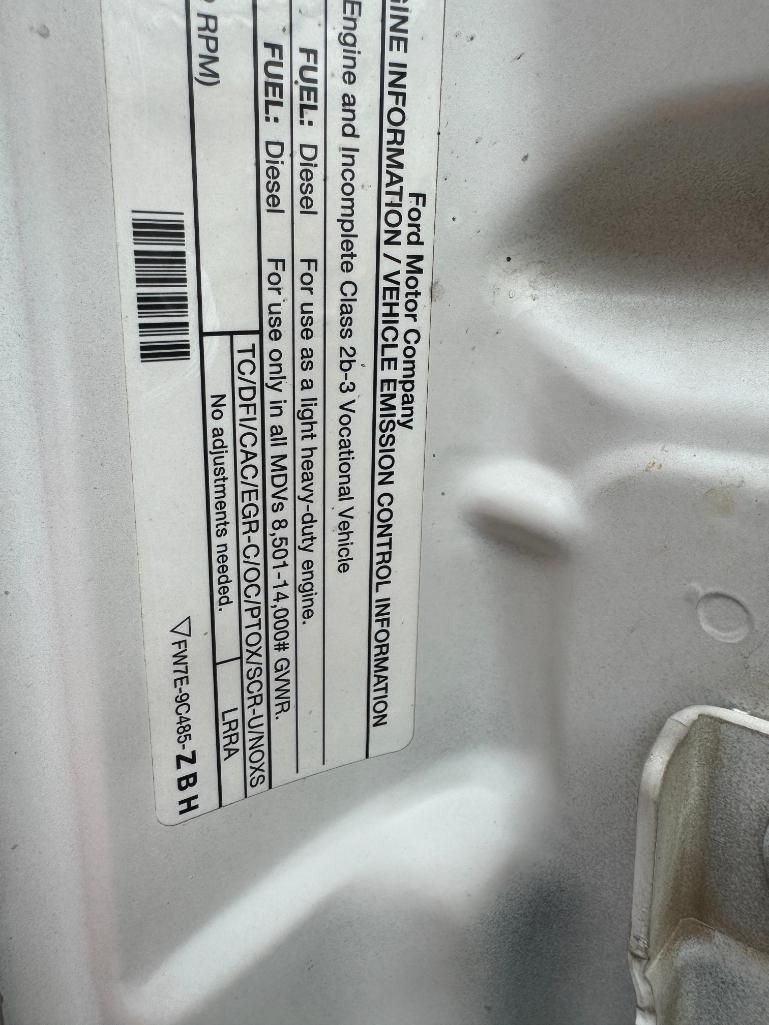 Ford Motor Company
INE INFORMATION / VEHICLE EMISSION CONTROL INFORMATION
Engine and Incomplete Class 2b-3 Vocational Vehicle
FUEL: Diesel For use as a light heavy-duty engine.
FUEL: Diesel For use only in all MDVs 8,501-14,000# GVWR.
TC/DFI/CAC/EGR-C/OC/PTOX/SCR-U/NOXS
RPM)
No adjustments needed.
LRRA
FW7E-9C485-ZBH